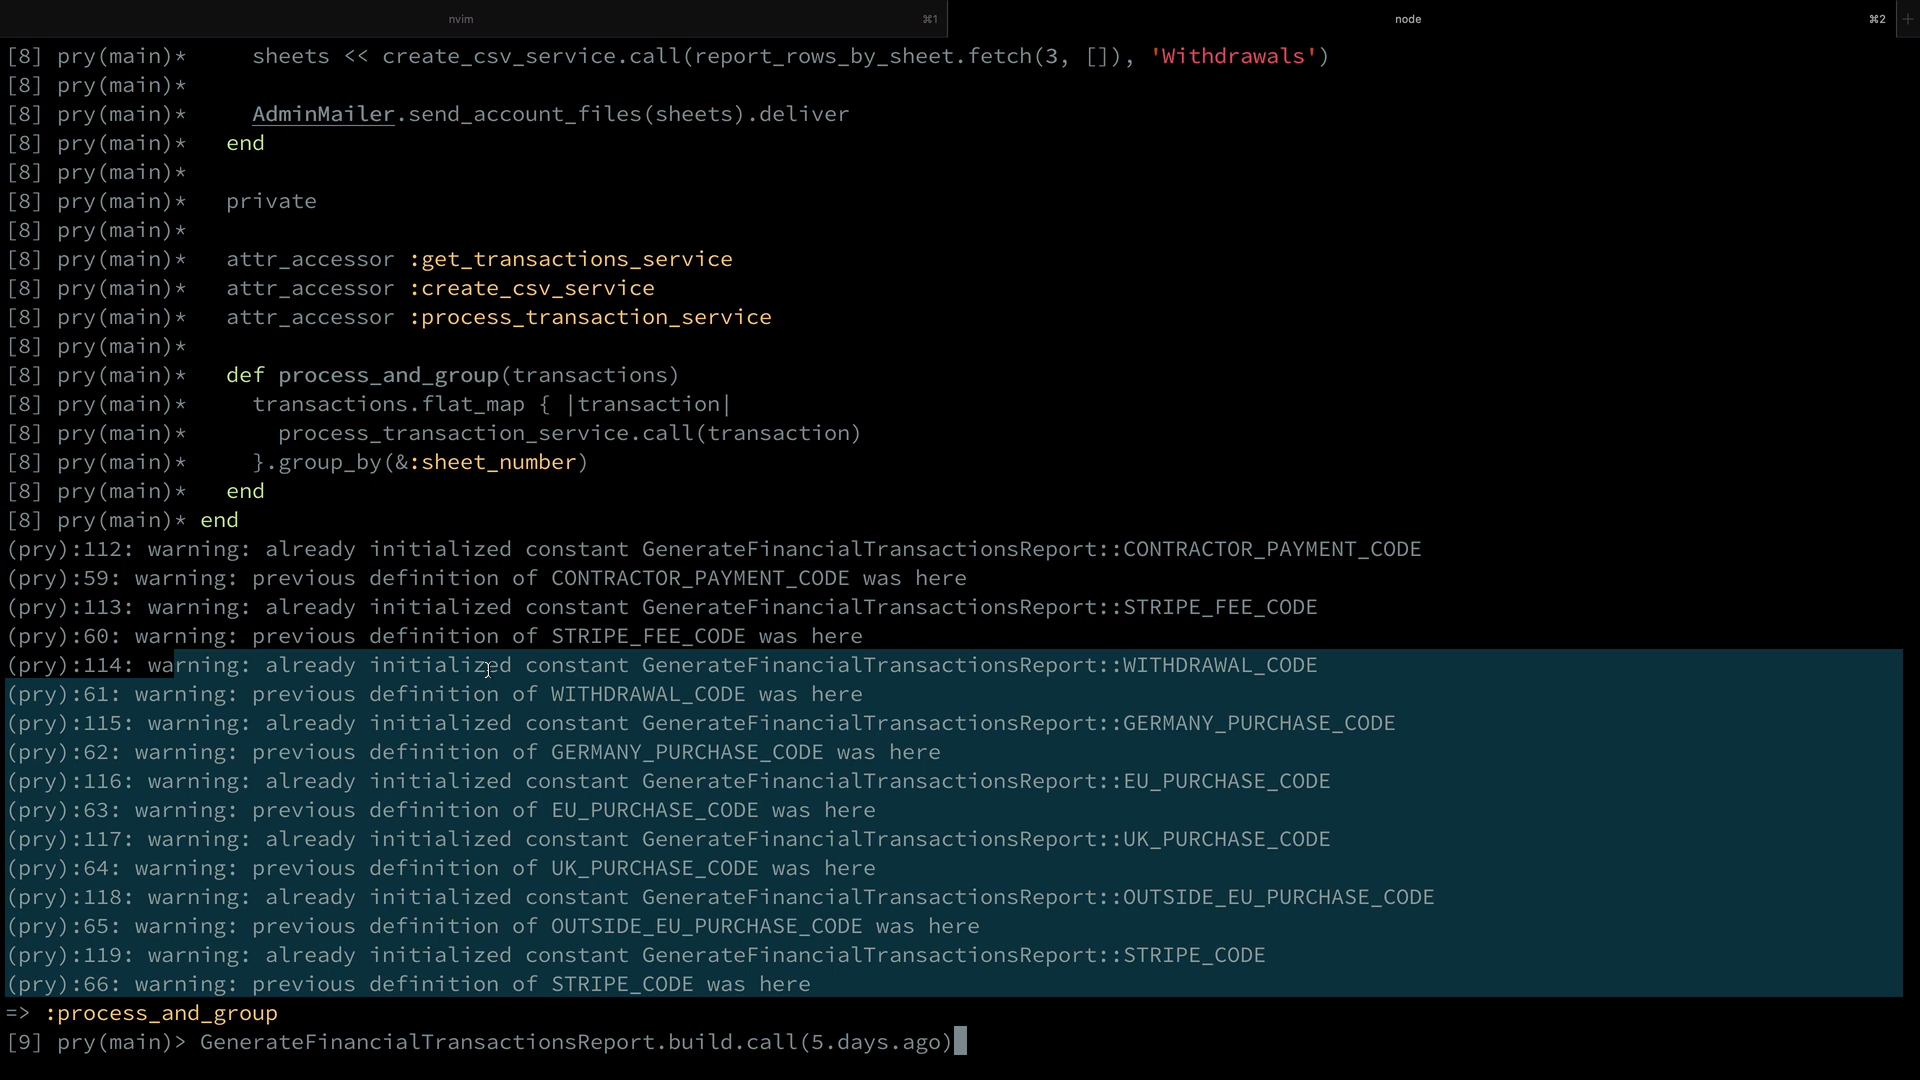 nvim ⌘1 node ⌘2 +
[8] pry(main)*     sheets << create_csv_service.call(report_rows_by_sheet.fetch(3, []), 'Withdrawals')
[8] pry(main)*
[8] pry(main)*     AdminMailer.send_account_files(sheets).deliver
[8] pry(main)*   end
[8] pry(main)*
[8] pry(main)*   private
[8] pry(main)*
[8] pry(main)*   attr_accessor :get_transactions_service
[8] pry(main)*   attr_accessor :create_csv_service
[8] pry(main)*   attr_accessor :process_transaction_service
[8] pry(main)*
[8] pry(main)*   def process_and_group(transactions)
[8] pry(main)*     transactions.flat_map { |transaction|
[8] pry(main)*       process_transaction_service.call(transaction)
[8] pry(main)*     }.group_by(&:sheet_number)
[8] pry(main)*   end
[8] pry(main)* end
(pry):112: warning: already initialized constant GenerateFinancialTransactionsReport::CONTRACTOR_PAYMENT_CODE
(pry):59: warning: previous definition of CONTRACTOR_PAYMENT_CODE was here
(pry):113: warning: already initialized constant GenerateFinancialTransactionsReport::STRIPE_FEE_CODE
(pry):60: warning: previous definition of STRIPE_FEE_CODE was here
(pry):114: warning: already initialized constant GenerateFinancialTransactionsReport::WITHDRAWAL_CODE
(pry):61: warning: previous definition of WITHDRAWAL_CODE was here
(pry):115: warning: already initialized constant GenerateFinancialTransactionsReport::GERMANY_PURCHASE_CODE
(pry):62: warning: previous definition of GERMANY_PURCHASE_CODE was here
(pry):116: warning: already initialized constant GenerateFinancialTransactionsReport::EU_PURCHASE_CODE
(pry):63: warning: previous definition of EU_PURCHASE_CODE was here
(pry):117: warning: already initialized constant GenerateFinancialTransactionsReport::UK_PURCHASE_CODE
(pry):64: warning: previous definition of UK_PURCHASE_CODE was here
(pry):118: warning: already initialized constant GenerateFinancialTransactionsReport::OUTSIDE_EU_PURCHASE_CODE
(pry):65: warning: previous definition of OUTSIDE_EU_PURCHASE_CODE was here
(pry):119: warning: already initialized constant GenerateFinancialTransactionsReport::STRIPE_CODE
(pry):66: warning: previous definition of STRIPE_CODE was here
=> :process_and_group
[9] pry(main)> GenerateFinancialTransactionsReport.build.call(5.days.ago)